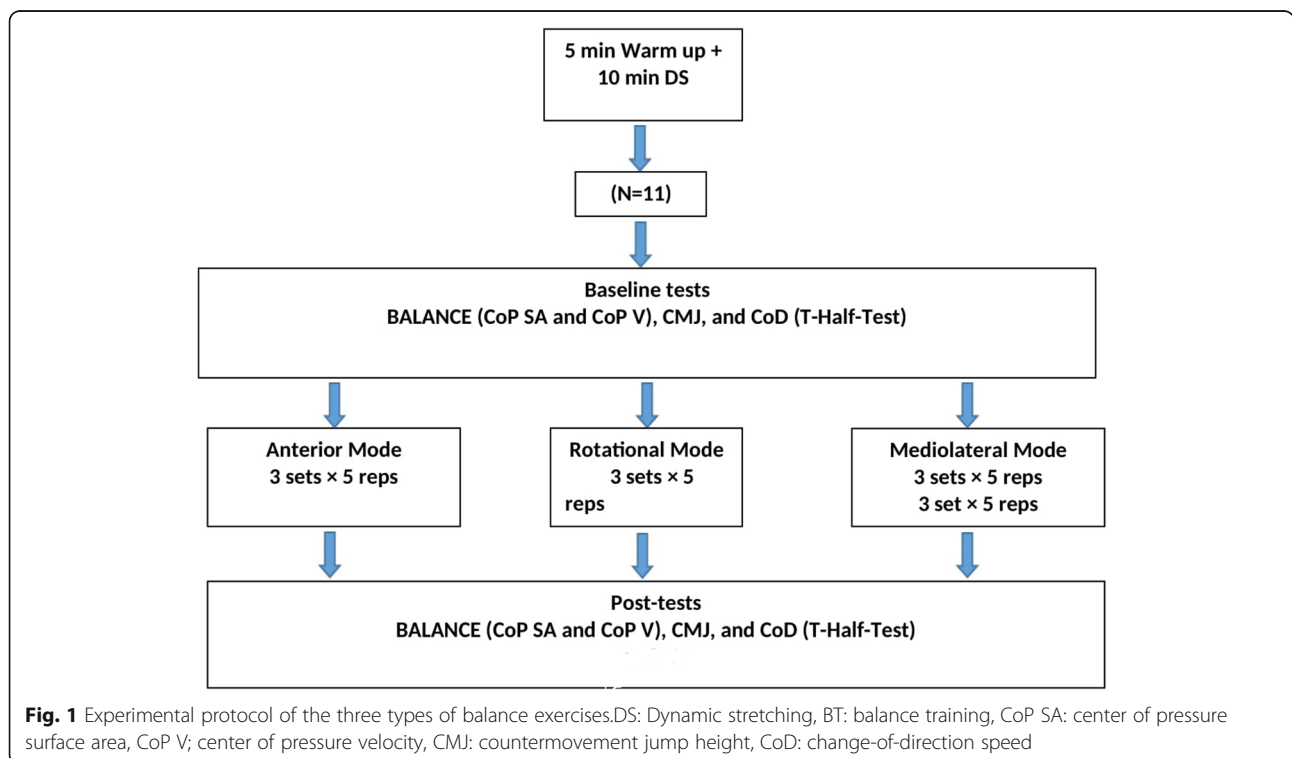 5 min Warm up +
10 min DS
(N=11)
Baseline tests
BALANCE (CoP SA and CoP V), CMJ, and CoD (T-Half-Test)
Anterior Mode
3 sets × 5 reps
Rotational Mode
3 sets × 5
reps
Mediolateral Mode
3 sets × 5 reps
3 set × 5 reps
Post-tests
BALANCE (CoP SA and CoP V), CMJ, and CoD (T-Half-Test)
Fig. 1 Experimental protocol of the three types of balance exercises.DS: Dynamic stretching, BT: balance training, CoP SA: center of pressure
surface area, CoP V; center of pressure velocity, CMJ: countermovement jump height, CoD: change-of-direction speed